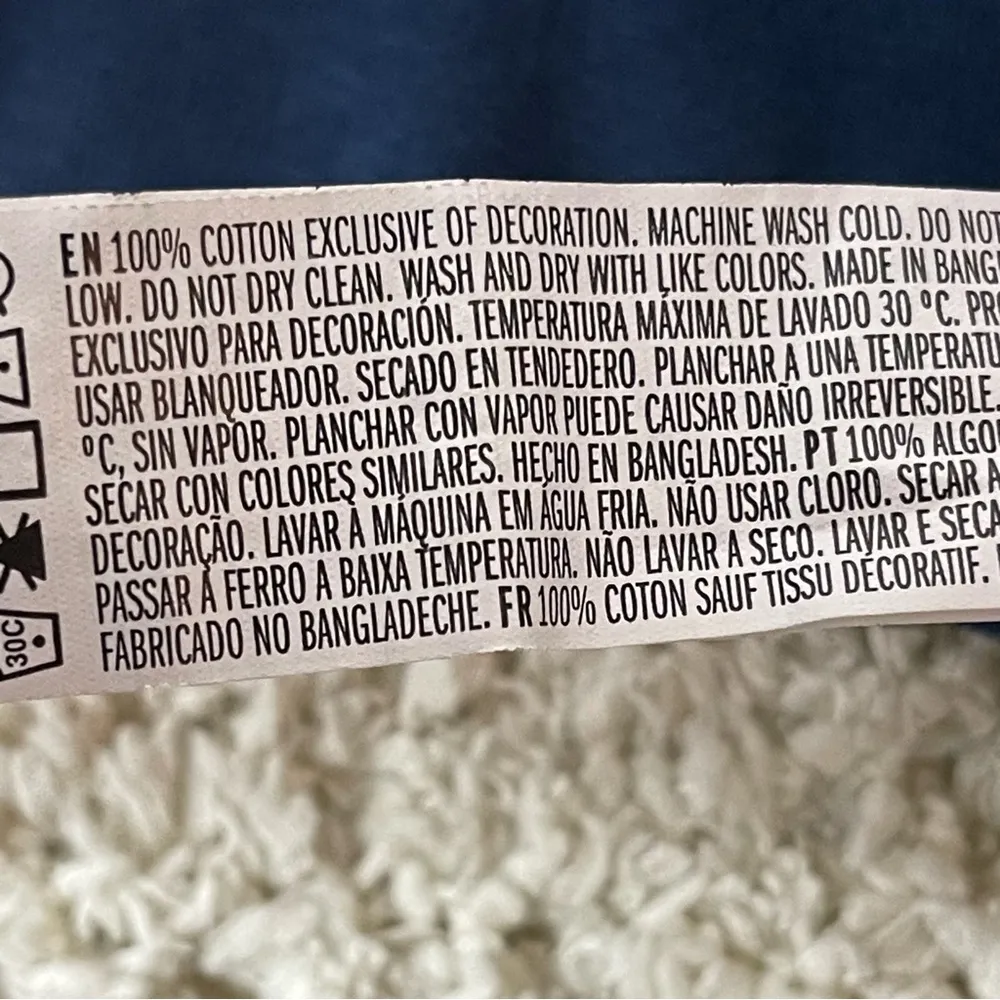 EN 100% COTTON EXCLUSIVE OF DECORATION. MACHINE WASH COLD. DO NOT
LOW. DO NOT DRY CLEAN. WASH AND DRY WITH LIKE COLORS. MADE IN BANG
EXCLUSIVO PARA DECORACIÓN. TEMPERATURA MÁXIMA DE LAVADO 30 °C. PR
USAR BLANQUEADOR. SECADO EN TENDEDERO. PLANCHAR A UNA TEMPERATU
°C, SIN VAPOR. PLANCHAR CON VAPOR PUEDE CAUSAR DAÑO IRREVERSIBLE.
SECAR CON COLORES SIMILARES. HECHO EN BANGLADESH. PT 100% ALGO
DECORAÇÃO. LAVAR À MÁQUINA EM ÁGUA FRIA. NÃO USAR CLORO. SECAR A
PASSAR A FERRO A BAIXA TEMPERATURA. NÃO LAVAR A SECO. LAVAR E SECA
FABRICADO NO BANGLADECHE. FR 100% COTON SAUF TISSU DÉCORATIF.
30C